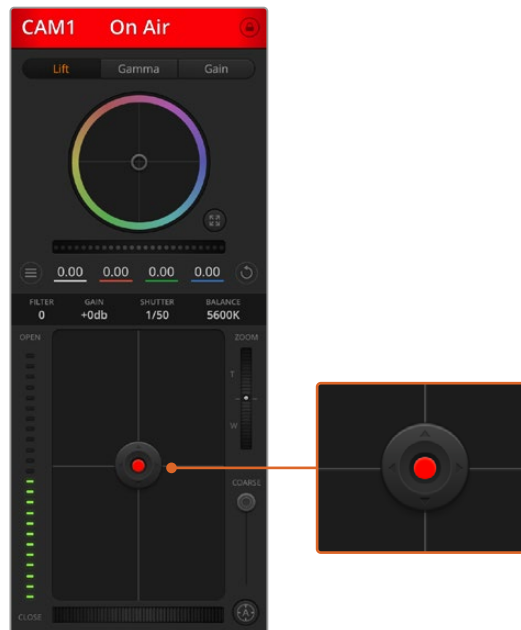 CAM1 On Air
Lift Gamma Gain
0.00 0.00 0.00 0.00
FILTER GAIN SHUTTER BALANCE
0 +0db 1/50 5600K
OPEN ZOOM
T
W
COARSE
CLOSE A